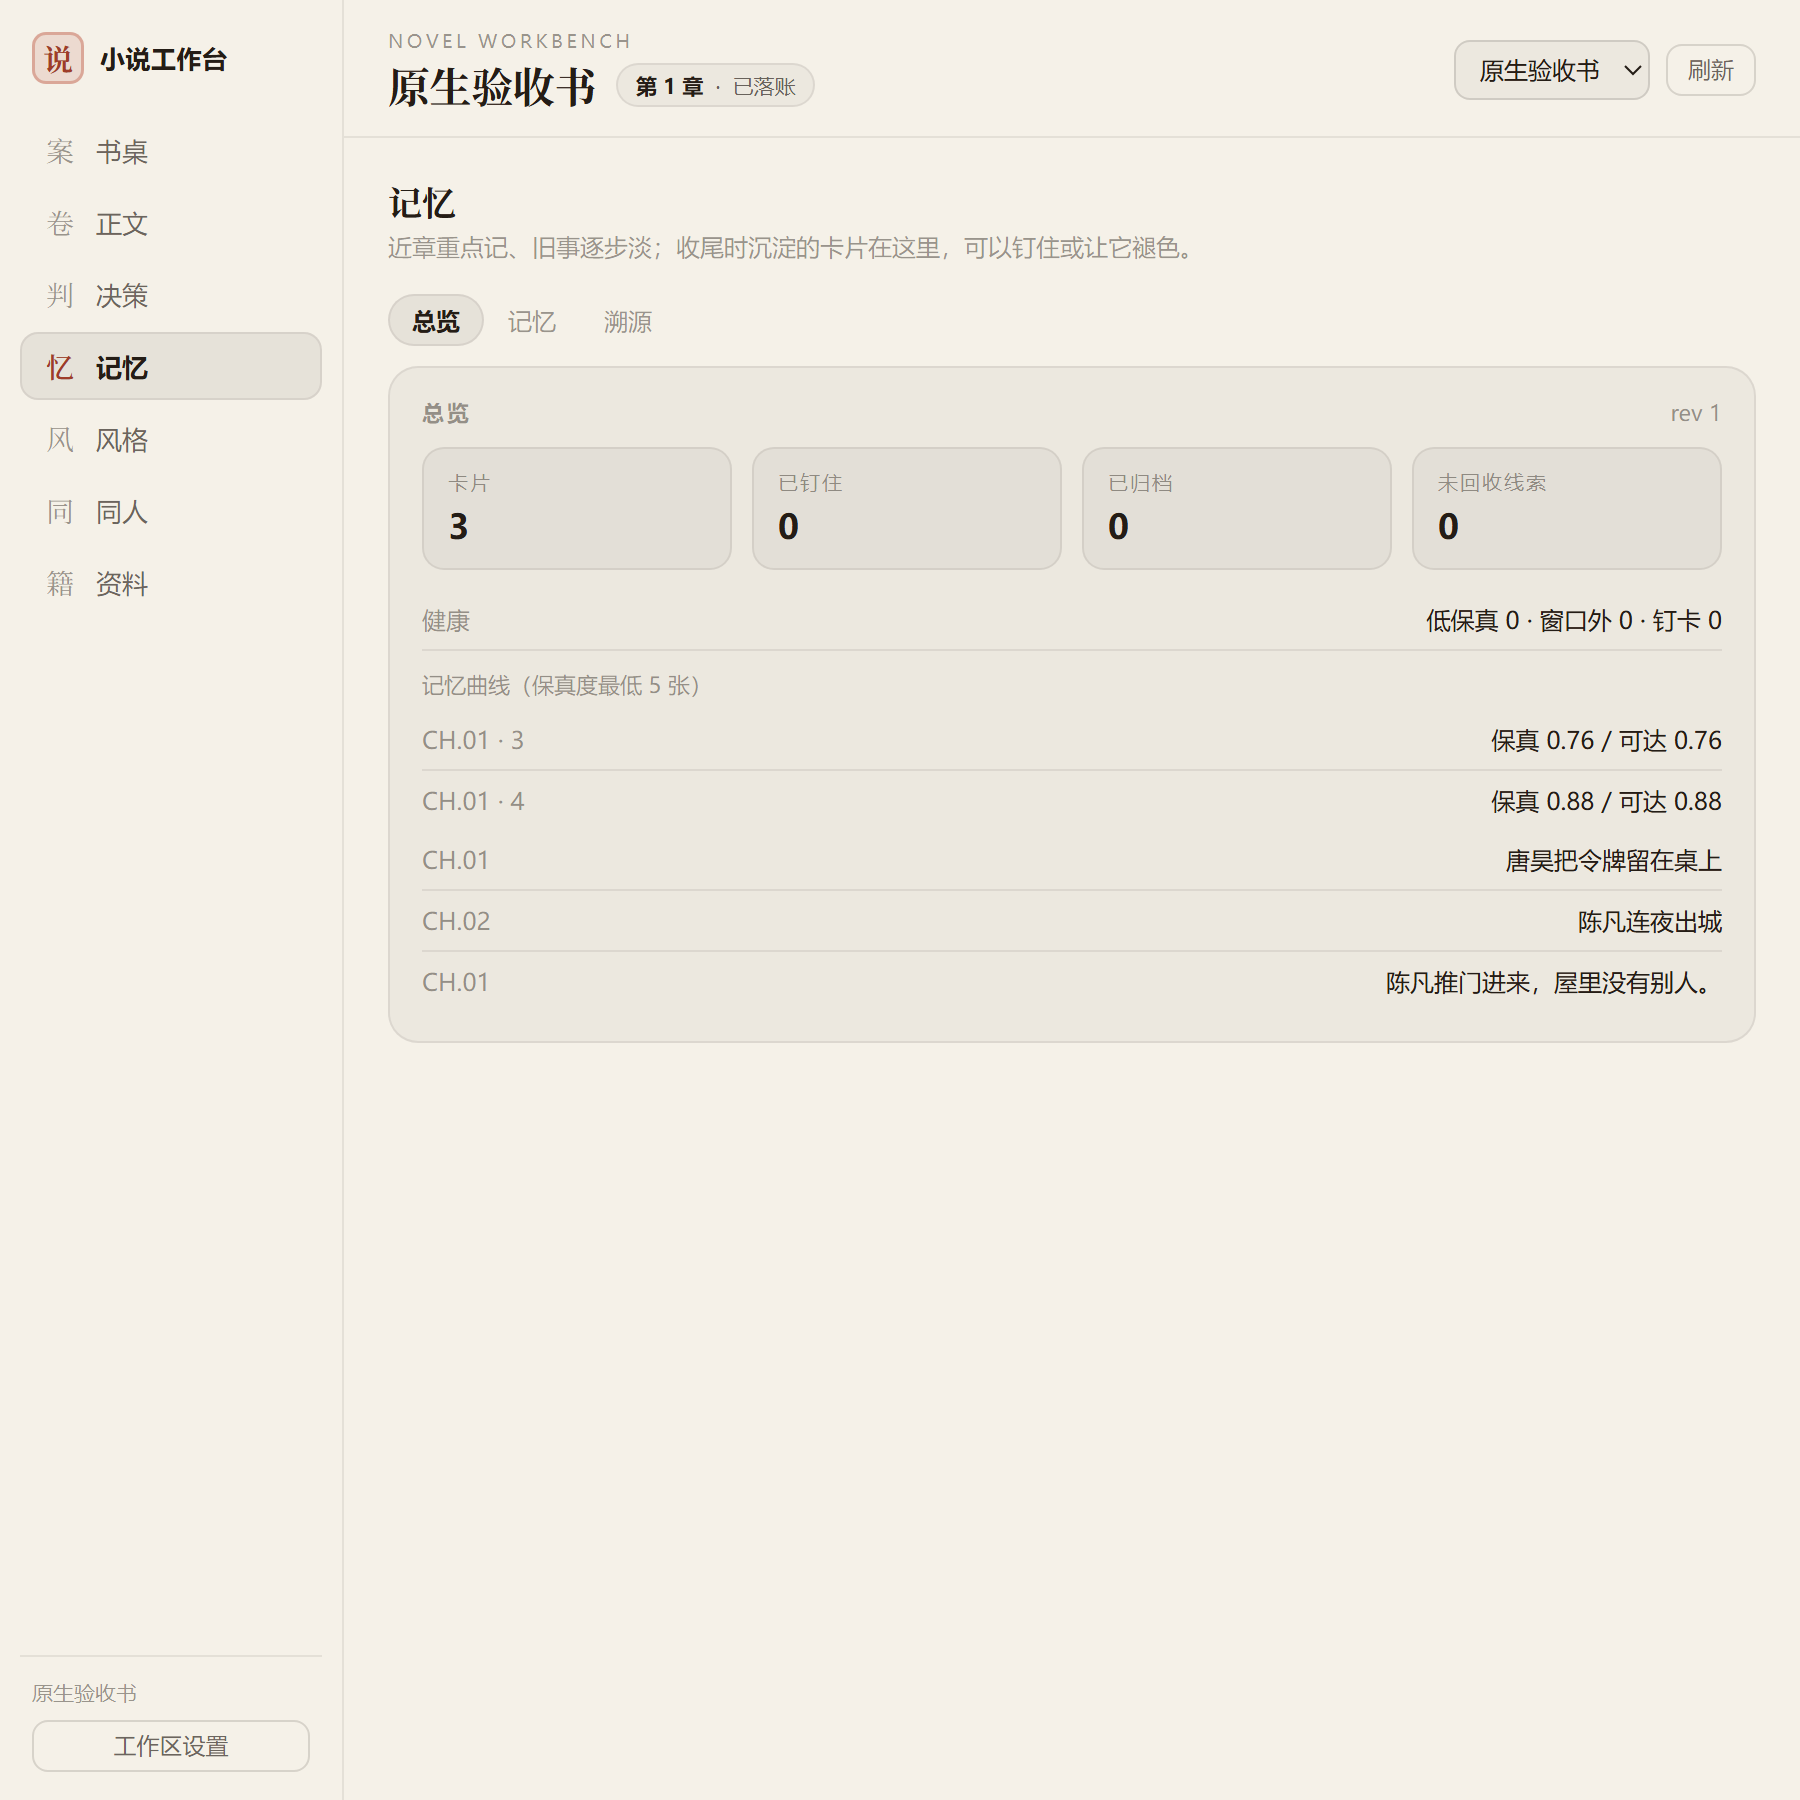 说 小说工作台
案 书桌
卷 正文
判 决策
忆 记忆
风 风格
同 同人
籍 资料
原生验收书
工作区设置
NOVEL WORKBENCH
原生验收书 第 1 章 · 已落账
原生验收书 刷新
记忆
近章重点记、旧事逐步淡；收尾时沉淀的卡片在这里，可以钉住或让它褪色。
总览 记忆 溯源
总览 rev 1
卡片 已钉住 已归档 未回收线索
3 0 0 0
健康 低保真 0 · 窗口外 0 · 钉卡 0
记忆曲线（保真度最低 5 张）
CH.01 · 3 保真 0.76 / 可达 0.76
CH.01 · 4 保真 0.88 / 可达 0.88
CH.01 唐昊把令牌留在桌上
CH.02 陈凡连夜出城
CH.01 陈凡推门进来，屋里没有别人。